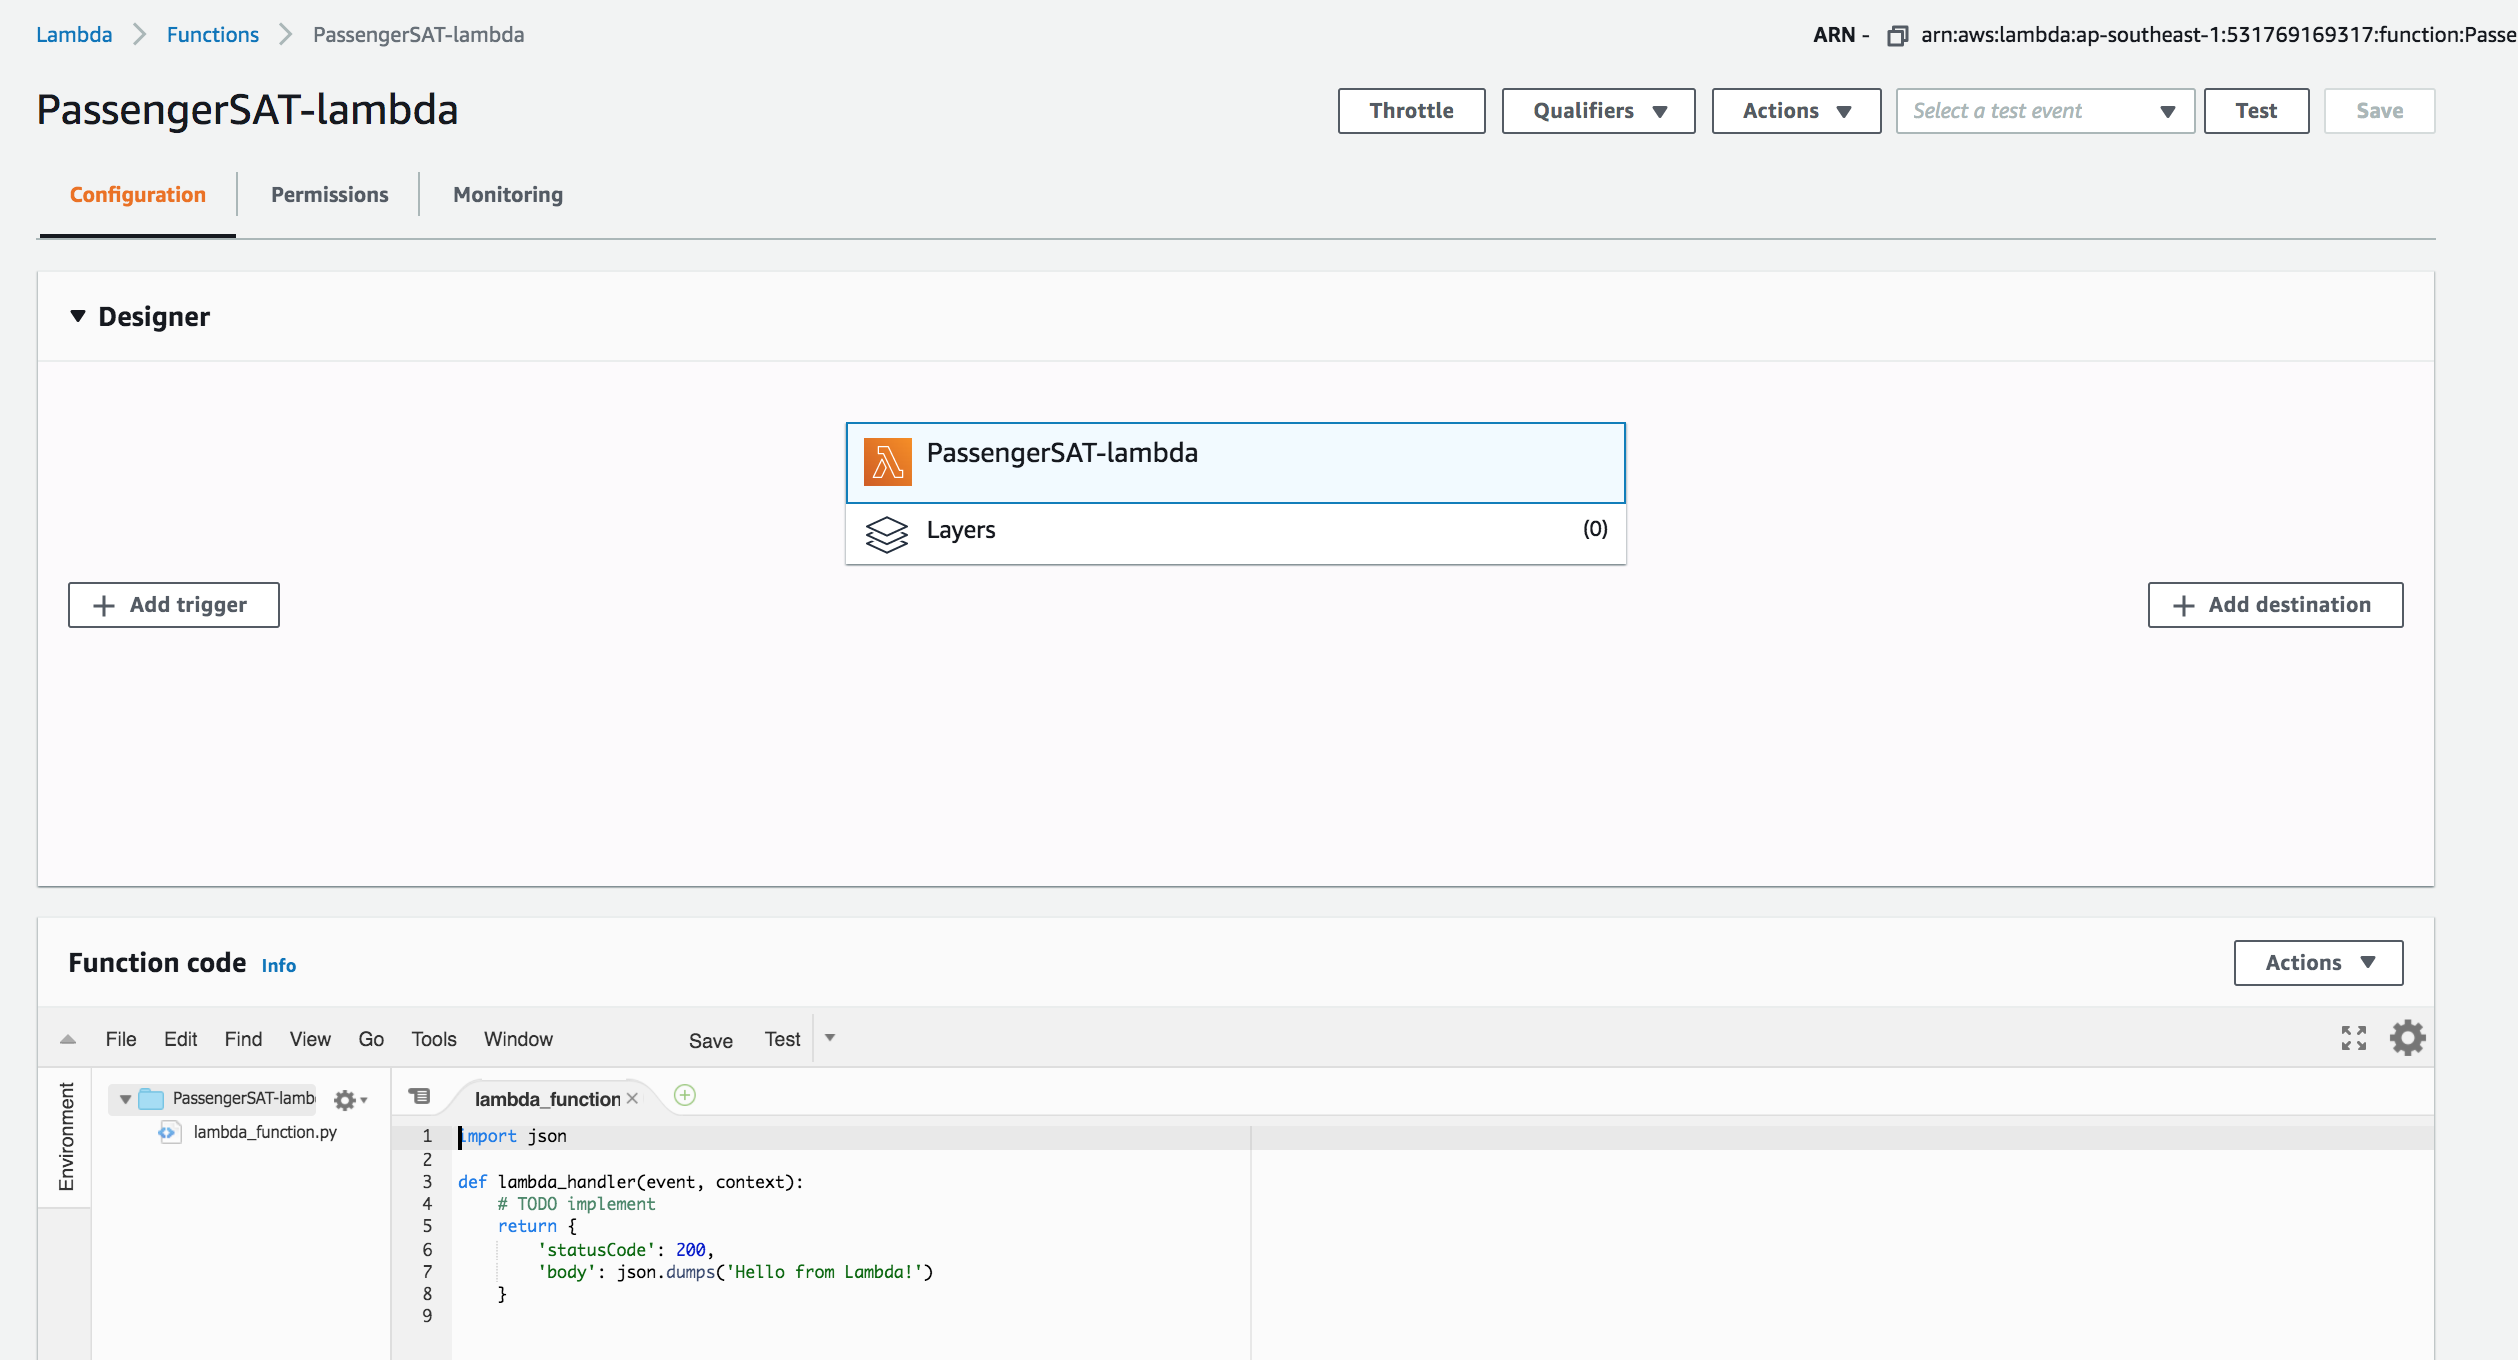 Lambda Functions PassengerSAT-lambda ARN - arn:aws:lambda:ap-southeast-1:531769169317:function:Passe
PassengerSAT-lambda Throttle Qualifiers Actions Select a test event Test Save
Configuration Permissions Monitoring
Designer
PassengerSAT-lambda
Layers (0)
Add trigger Add destination
Function code Info Actions
File Edit Find View Go Tools Window Save Test
Environment
PassengerSAT-lamb
lambda_function.py
lambda_function
1 import json
2
3 def lambda_handler(event, context):
4 # TODO implement
5 return {
6 'statusCode': 200,
7 'body': json.dumps('Hello from Lambda!')
8 }
9